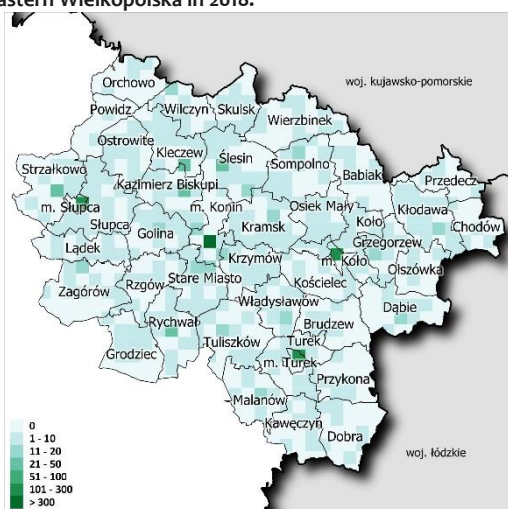 astern Wielkopolska in 2018.
woj. kujawsko-pomorskie
Orchowo
Powidz
Wilczyn
Skulsk
Wierzbinek
Ostrowite
Kleczew
Ślesin
Sompolno
Strzałkowo
Kazimierz Biskupi
Babiak
Przedecz
m. Słupca
m. Konin
Osiek Mały
Koło
Kłodawa
Słupca
Golina
Kramsk
Grzegorzew
Chodów
Lądek
Krzymów
m. Koło
Olszówka
Zagórów
Rzgów
Stare Miasto
Kościelec
Dąbie
Rychwał
Władysławów
Brudzew
Grodziec
Tuliszków
Turek
m. Turek
Przykona
Malanów
Kawęczyn
Dobra
woj. łódzkie
0
1 - 10
11 - 20
21 - 50
51 - 100
101 - 300
> 300